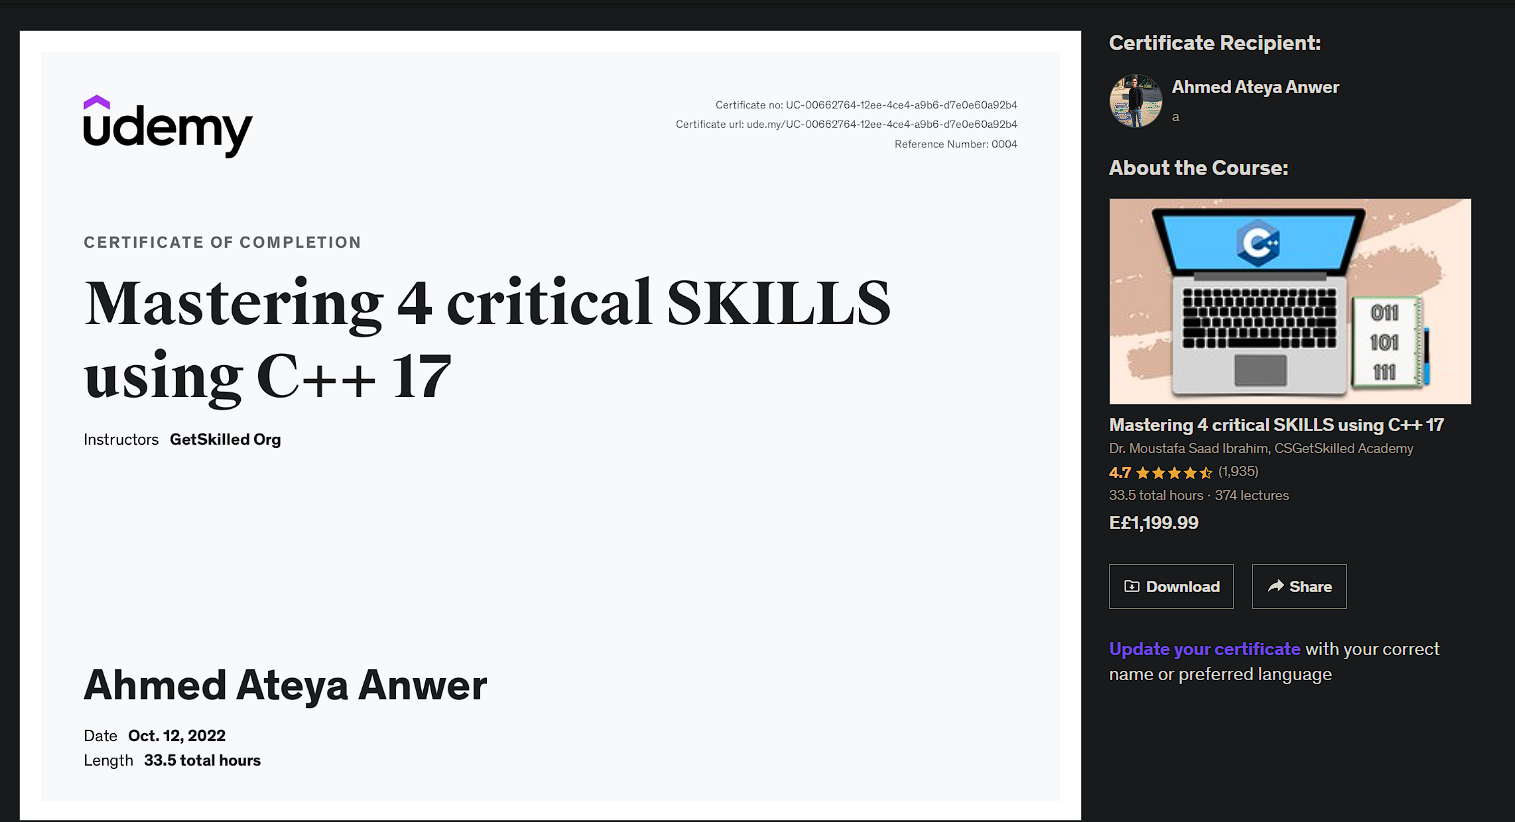 udemy
Certificate no: UC-00662764-12ee-4ce4-a9b6-d7e0e60a92b4
Certificate url: ude.my/UC-00662764-12ee-4ce4-a9b6-d7e0e60a92b4
Reference Number: 0004
CERTIFICATE OF COMPLETION
Mastering 4 critical SKILLS
using C++ 17
Instructors GetSkilled Org
Ahmed Ateya Anwer
Date Oct. 12, 2022
Length 33.5 total hours
Certificate Recipient:
Ahmed Ateya Anwer
a
About the Course:
C++
011
101
111
Mastering 4 critical SKILLS using C++ 17
Dr. Moustafa Saad Ibrahim, CSGetSkilled Academy
4.7 (1,935)
33.5 total hours · 374 lectures
E£1,199.99
Download
Share
Update your certificate with your correct
name or preferred language